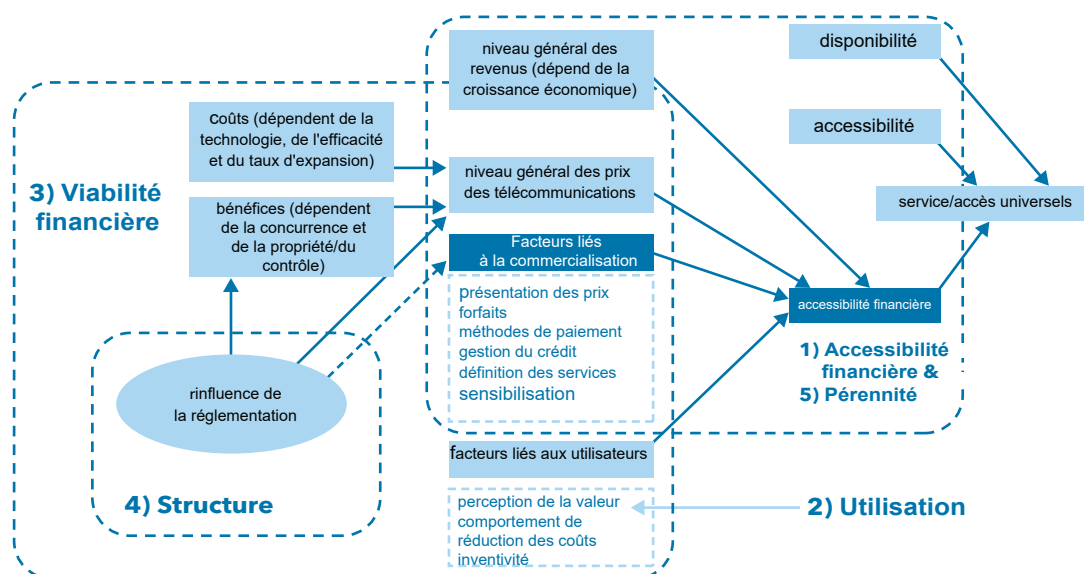 niveau général des
revenus (dépend de la
croissance économique)
disponibilité
coûts (dépendent de la
technologie, de l'efficacité
et du taux d'expansion)
accessibilité
3) Viabilité
financière
niveau général des prix
des télécommunications
service/accès universels
bénéfices (dépendent
de la concurrence et
de la propriété/du
contrôle)
Facteurs liés
à la commercialisation
présentation des prix
forfaits
méthodes de paiement
gestion du crédit
définition des services
sensibilisation
accessibilité financière
1) Accessibilité
financière &
5) Pérennité
rinfluence de
la réglementation
facteurs liés aux utilisateurs
4) Structure
perception de la valeur
comportement de
réduction des coûts
inventivité
2) Utilisation